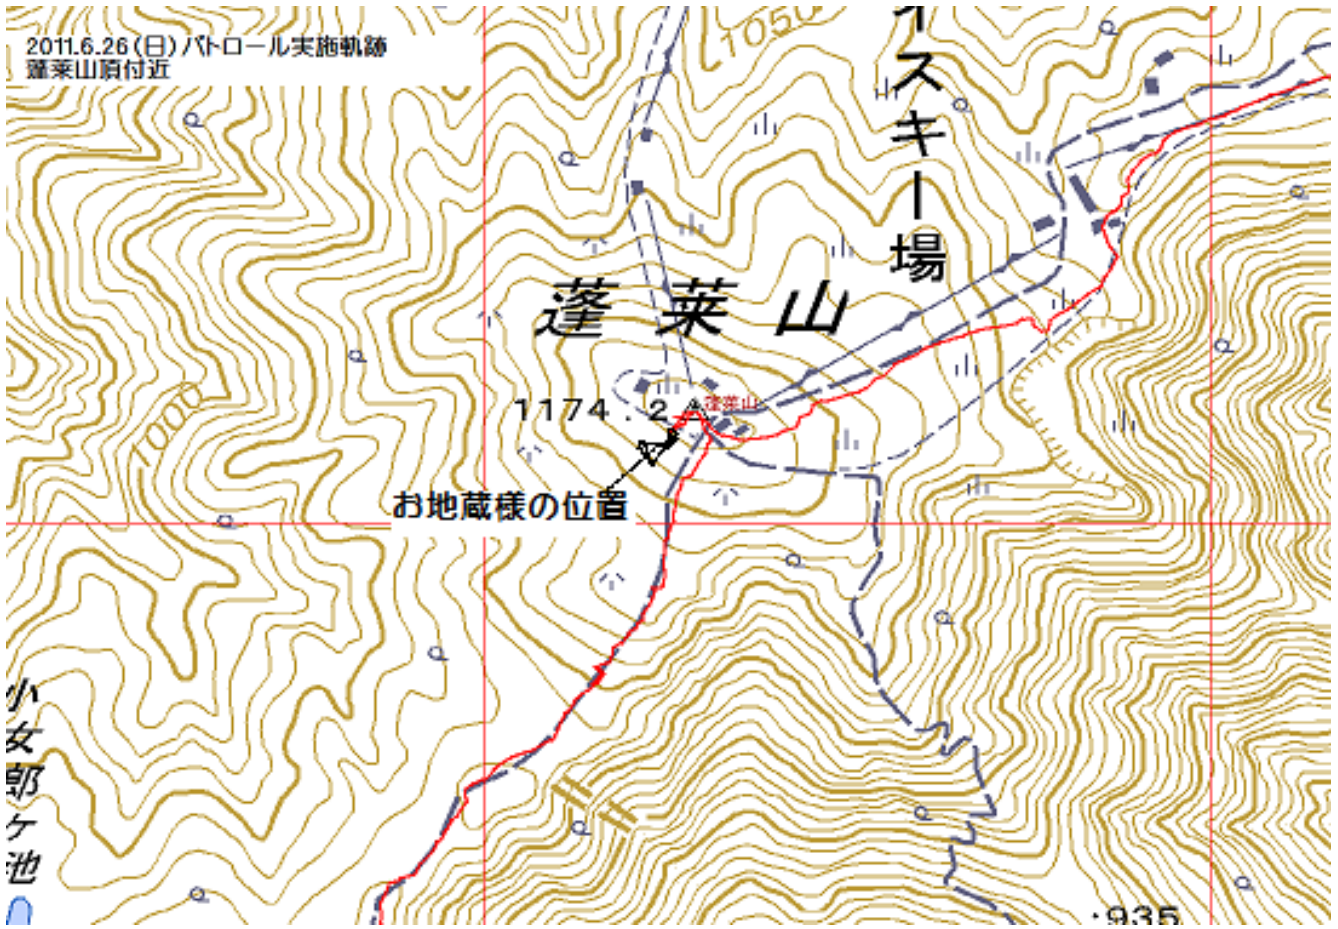 2011.6.26(日)パトロール実施軌跡
蓬莱山頂付近
1050
イスキー場
蓬莱山
1000
1174.2
蓬莱山
お地蔵様の位置
小女郎ケ池
・935